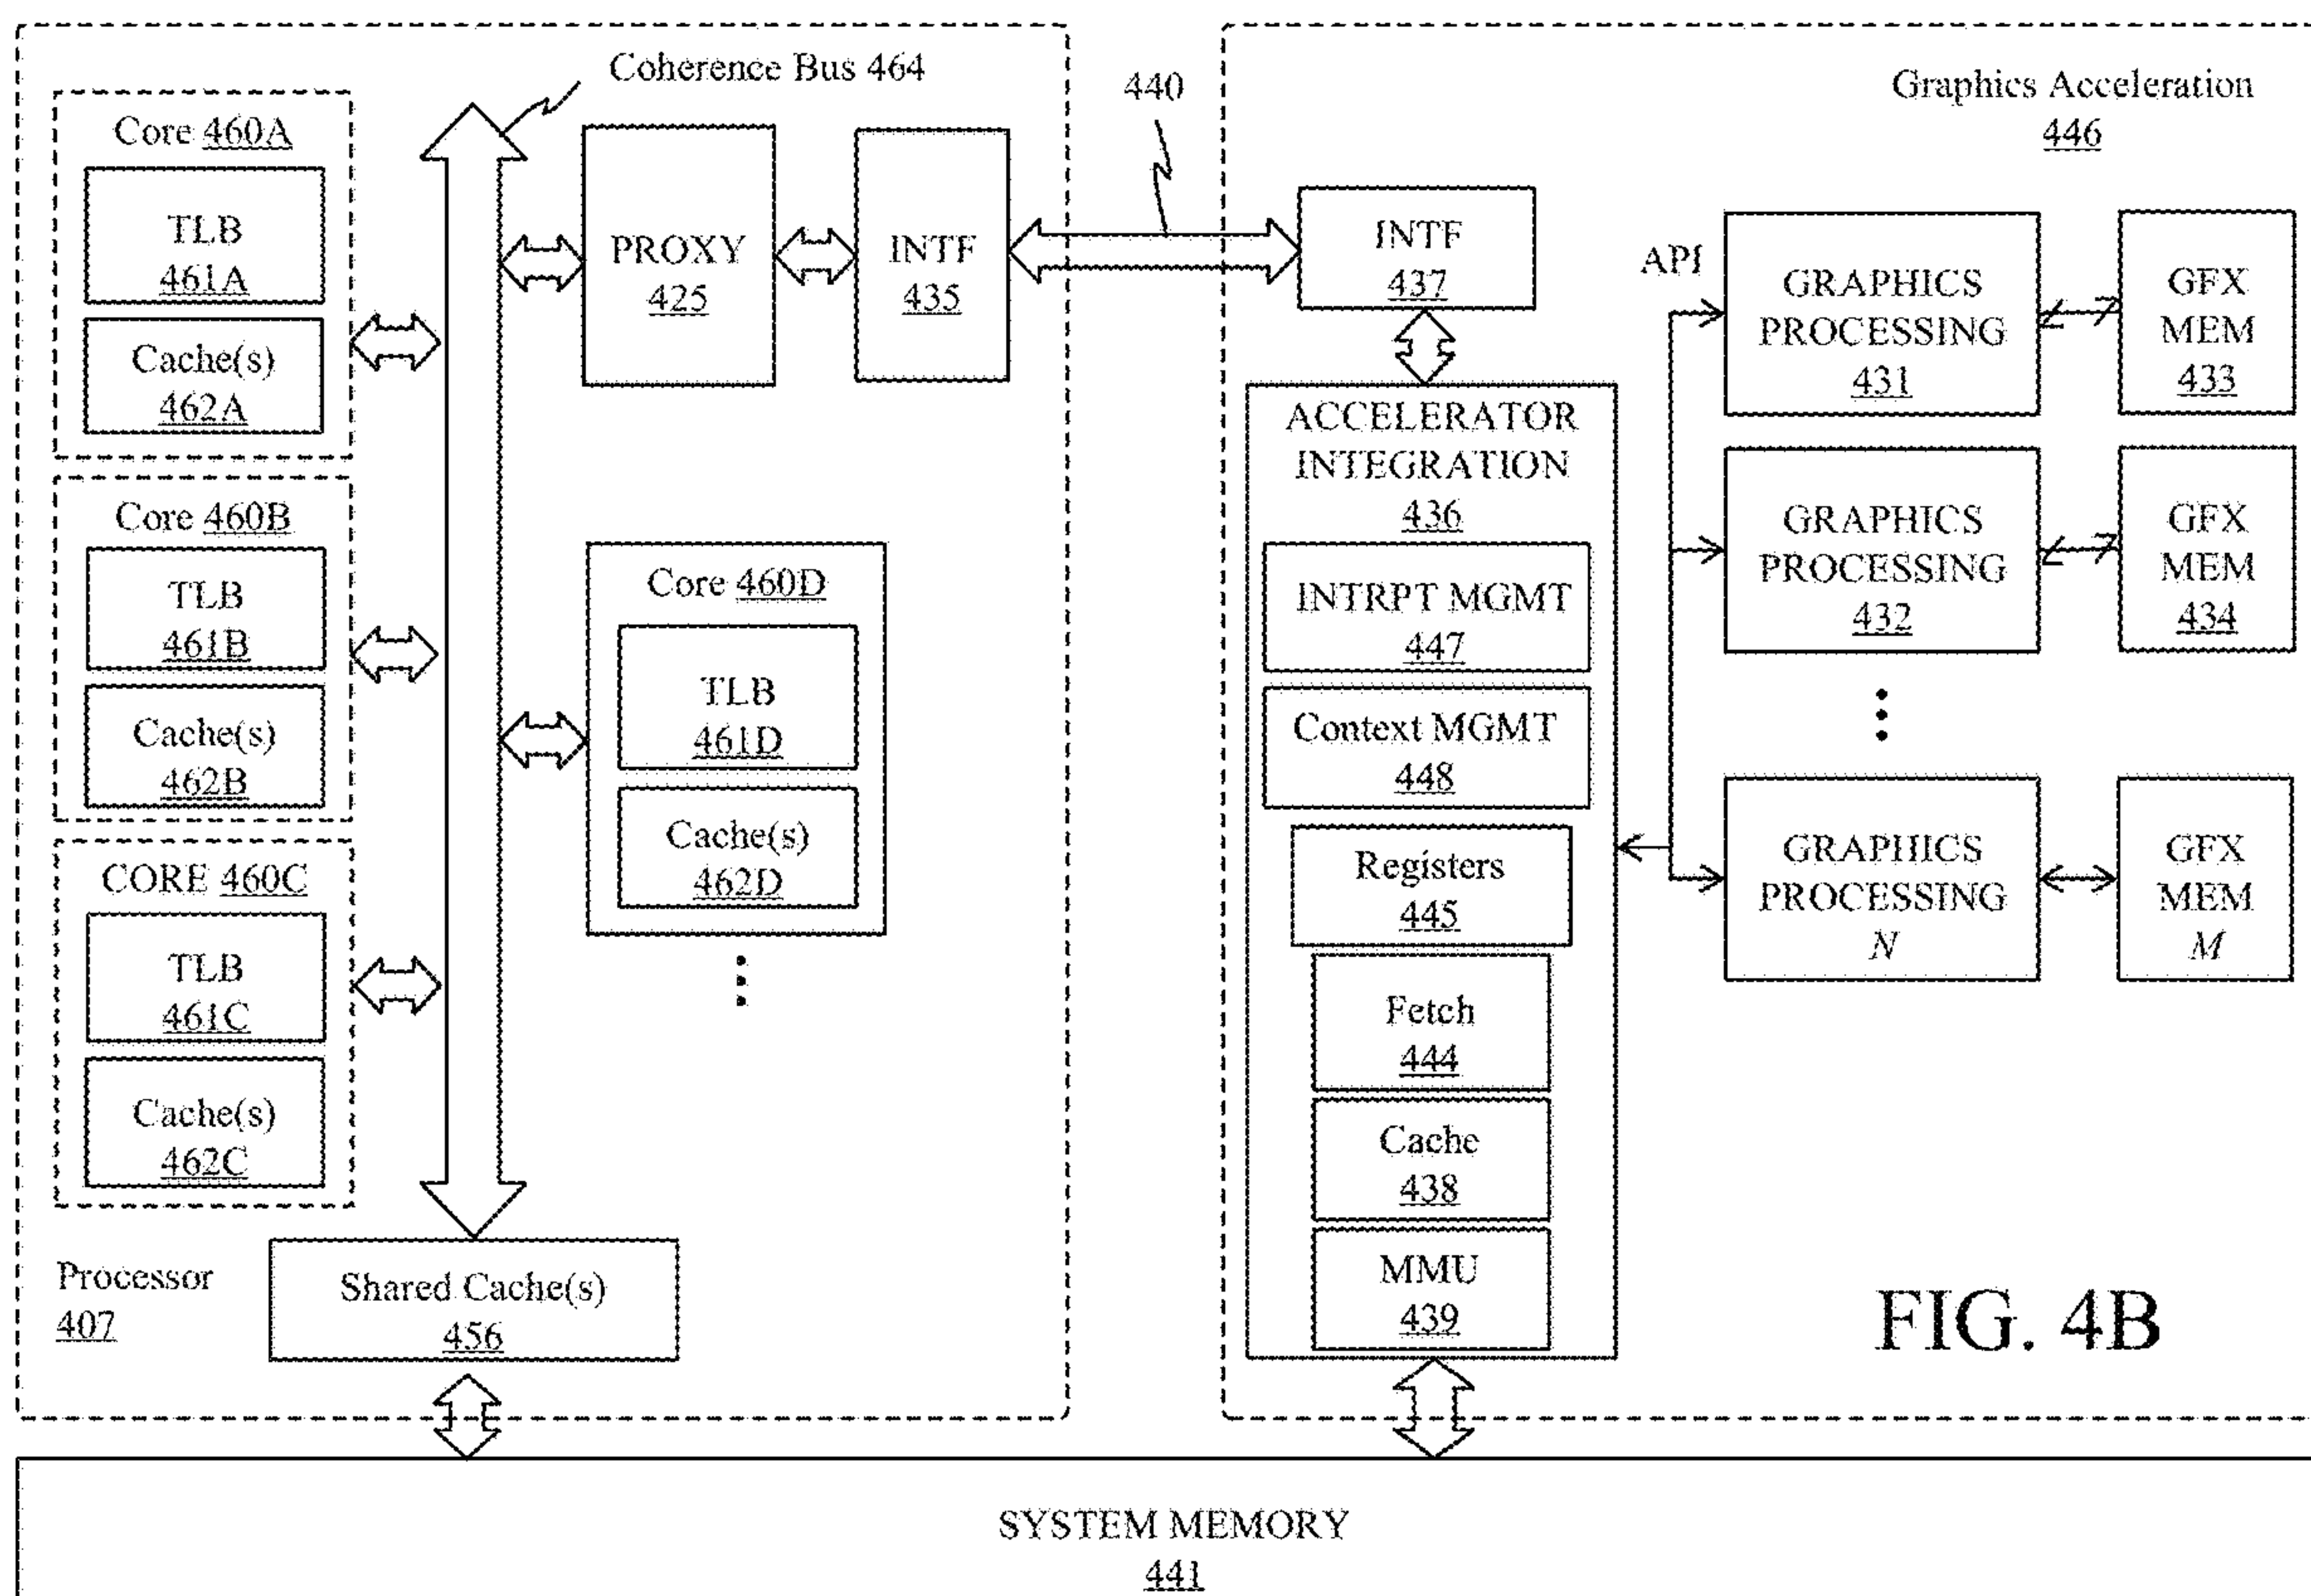 Coherence Bus 464
Core 460A
TLB
461A
Cache(s)
462A
Core 460B
TLB
461B
Cache(s)
462B
CORE 460C
TLB
461C
Cache(s)
462C
PROXY
425
INTF
435
Core 460D
TLB
461D
Cache(s)
462D
Processor
407
Shared Cache(s)
456
440
Graphics Acceleration
446
INTF
437
ACCELERATOR
INTEGRATION
436
INTRPT MGMT
447
Context MGMT
448
Registers
445
Fetch
444
Cache
438
MMU
439
API
GRAPHICS
PROCESSING
431
GFX
MEM
433
GRAPHICS
PROCESSING
432
GFX
MEM
434
GRAPHICS
PROCESSING
N
GFX
MEM
M
FIG. 4B
SYSTEM MEMORY
441